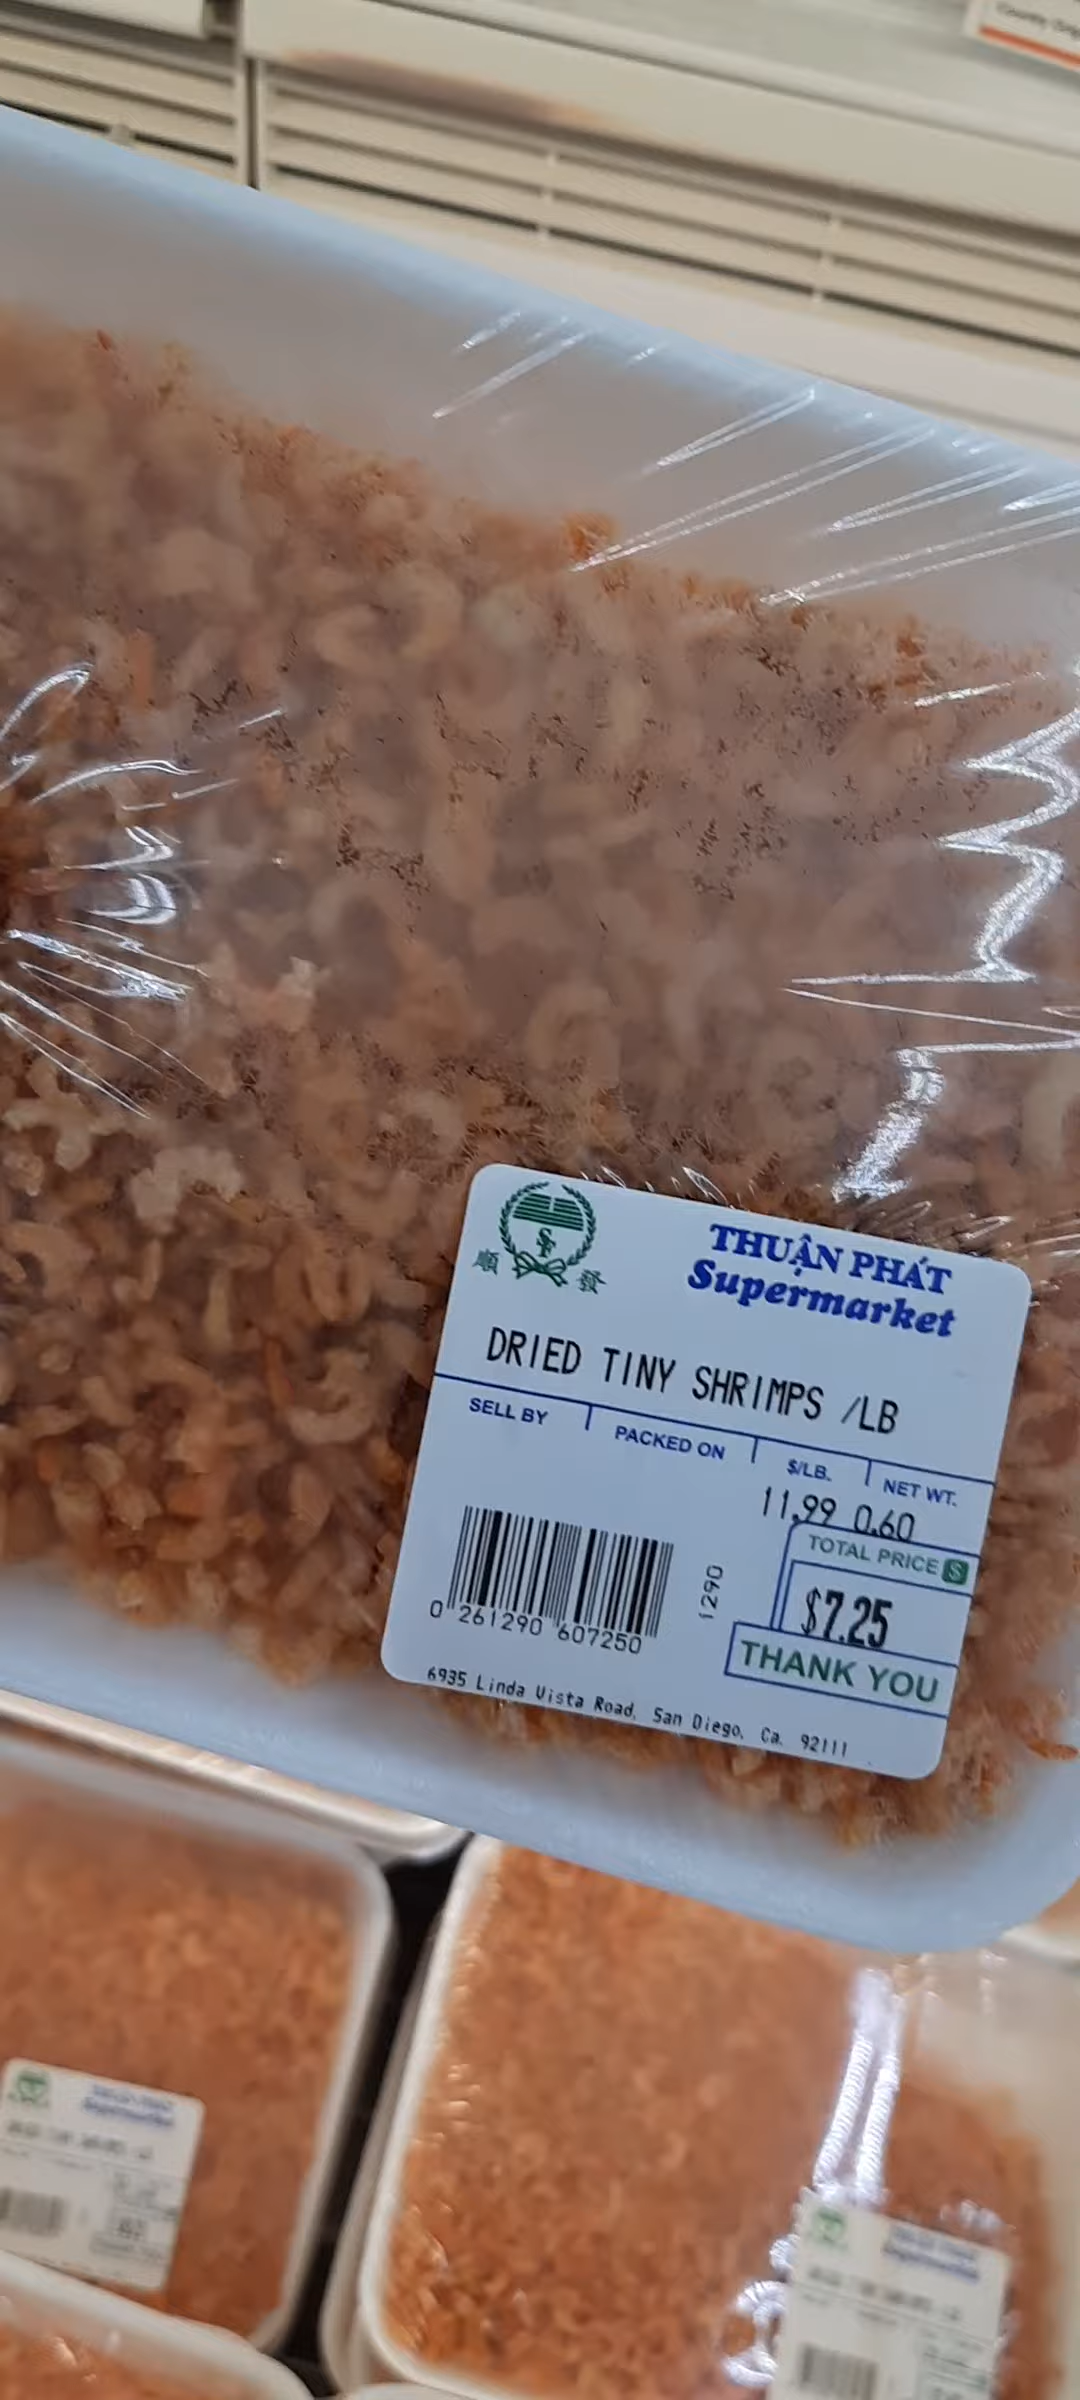 順 發
THUẬN PHÁT
Supermarket
DRIED TINY SHRIMPS /LB
SELL BY PACKED ON $/LB. NET WT.
11.99 0.60
TOTAL PRICE $
$7.25
1290
0 261290 607250
THANK YOU
6935 Linda Vista Road, San Diego, Ca. 92111
Supermarket
Supermarket